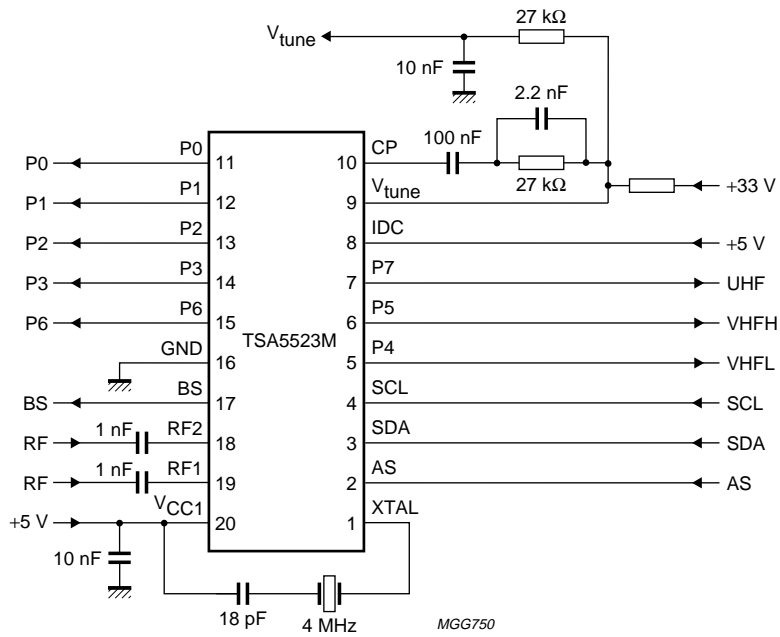 27 kΩ
Vtune
10 nF
2.2 nF
100 nF
P0 P0 11 10 CP
27 kΩ
P1 P1 12 9 Vtune +33 V
P2 P2 13 8 IDC +5 V
P3 P3 14 7 P7 UHF
P6 P6 15 6 P5 VHFH
TSA5523M
GND 16 5 P4 VHFL
BS BS 17 4 SCL SCL
RF 1 nF RF2 18 3 SDA SDA
RF 1 nF RF1 19 2 AS AS
+5 V VCC1 20 1 XTAL
10 nF
18 pF 4 MHz MGG750